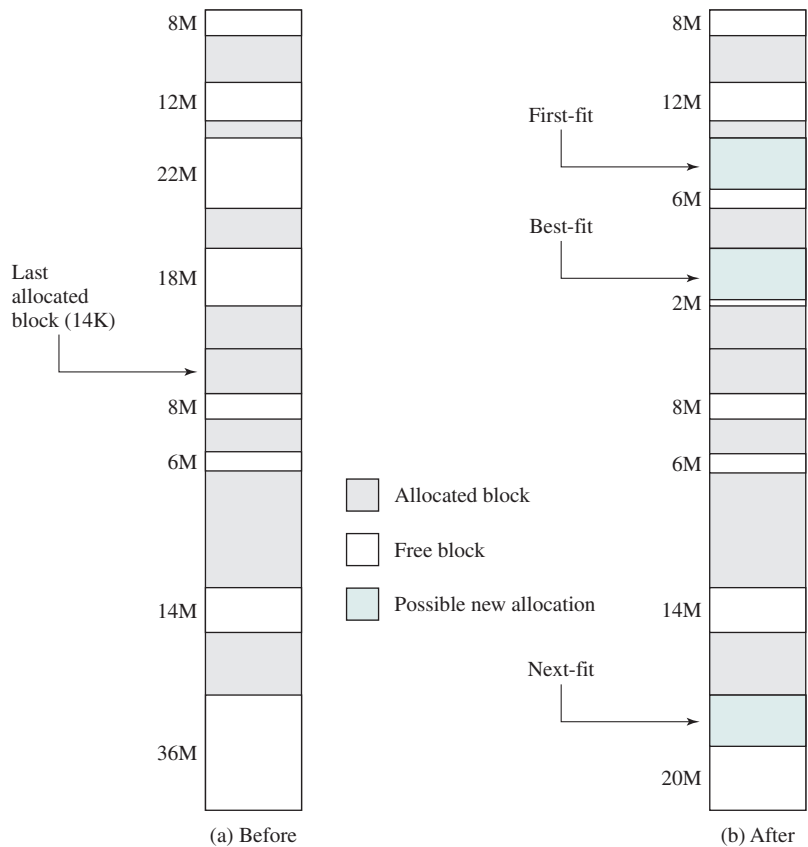 8M
12M
22M
18M
Last
allocated
block (14K)
8M
6M
14M
36M
(a) Before
Allocated block
Free block
Possible new allocation
8M
12M
First-fit
6M
Best-fit
2M
8M
6M
14M
Next-fit
20M
(b) After